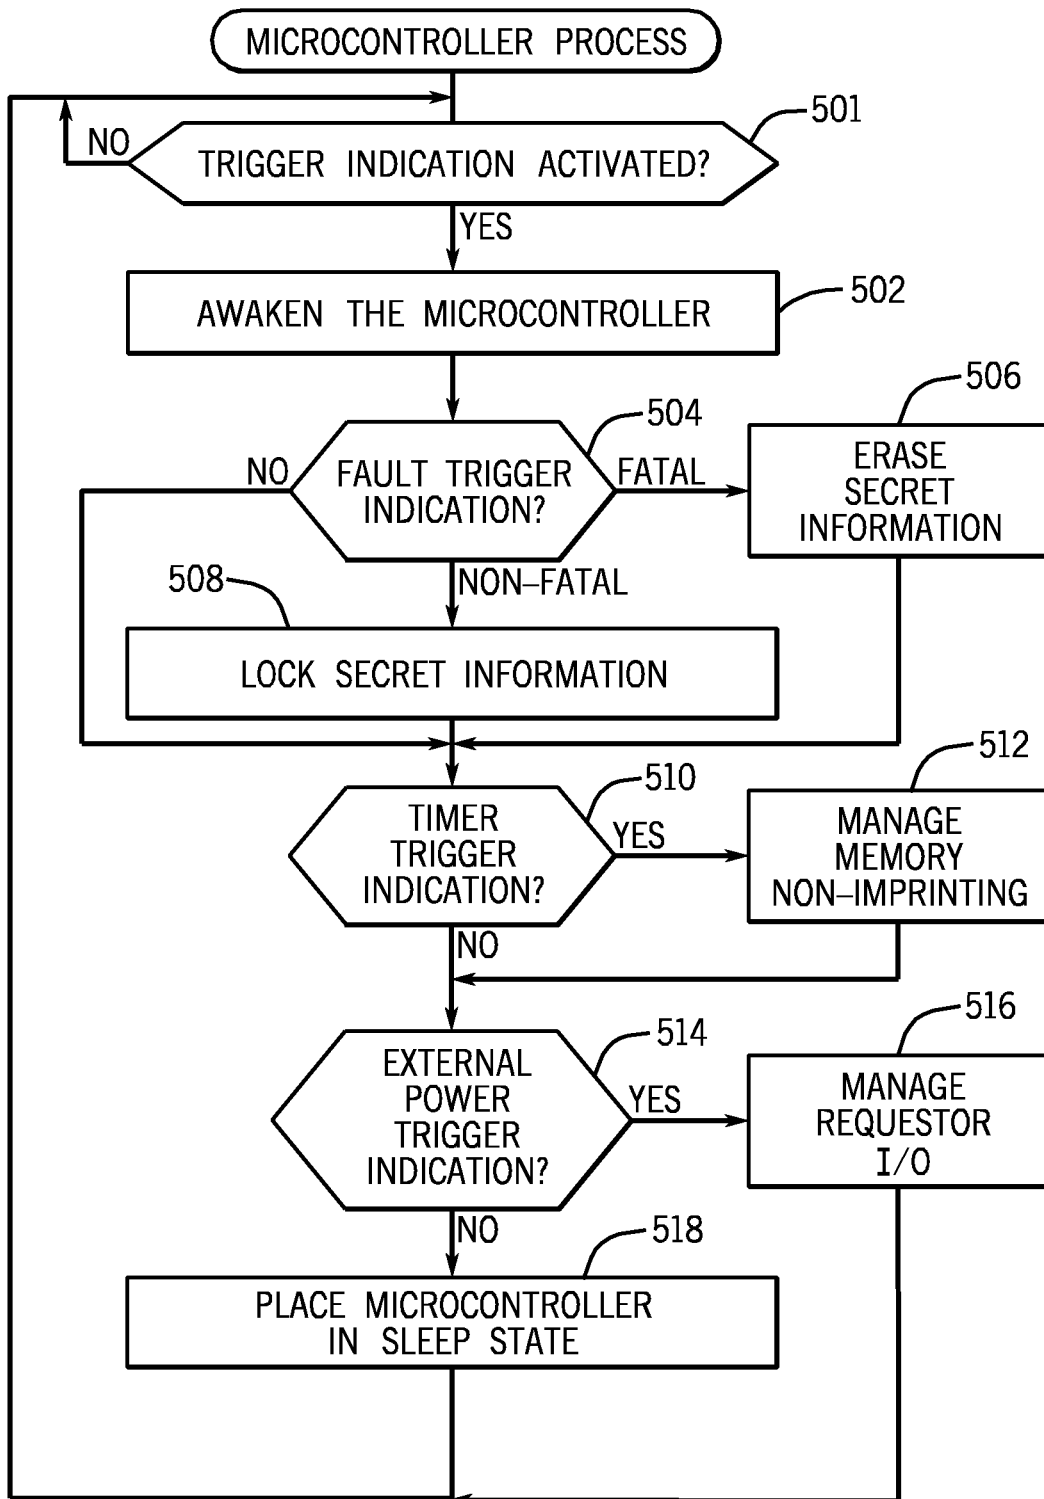 MICROCONTROLLER PROCESS
501
NO
TRIGGER INDICATION ACTIVATED?
YES
502
AWAKEN THE MICROCONTROLLER
506
504
NO
FAULT TRIGGER
INDICATION?
FATAL
ERASE
SECRET
INFORMATION
508
NON–FATAL
LOCK SECRET INFORMATION
512
510
TIMER
TRIGGER
INDICATION?
YES
MANAGE
MEMORY
NON–IMPRINTING
NO
516
514
EXTERNAL
POWER
TRIGGER
INDICATION?
YES
MANAGE
REQUESTOR
I/O
NO
518
PLACE MICROCONTROLLER
IN SLEEP STATE